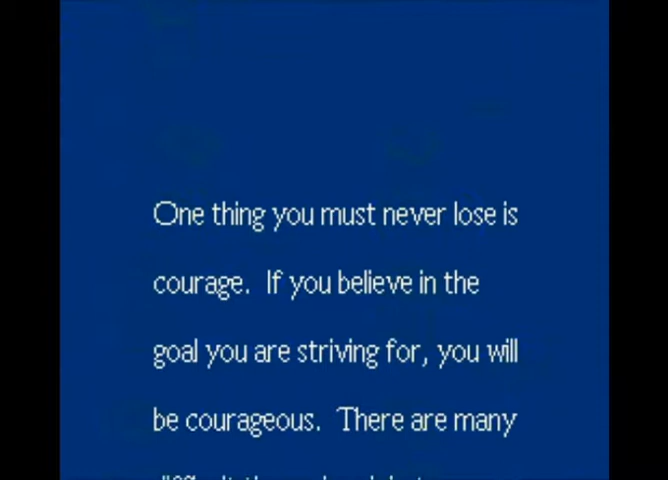 One thing you must never lose is
courage.  If you believe in the
goal you are striving for, you will
be courageous.  There are many